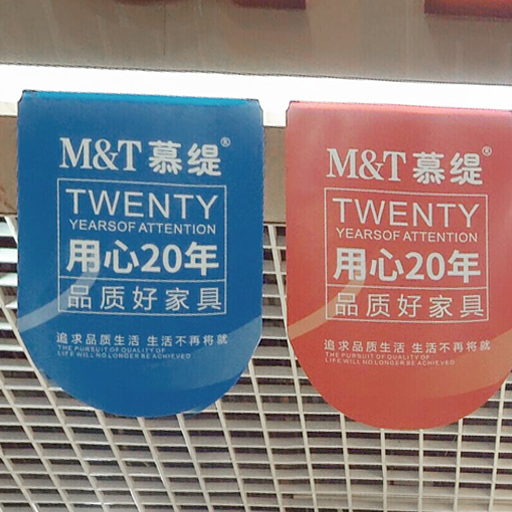 M&T 慕缇®
TWENTY
YEARSOF ATTENTION
用心20年
品质好家具
追求品质生活 生活不再将就
THE PURSUIT OF QUALITY OF
LIFE WILL NO LONGER BE ACHIEVED
M&T 慕缇®
TWENTY
YEARSOF ATTENTION
用心20年
品质好家具
追求品质生活 生活不再将就
THE PURSUIT OF QUALITY OF
LIFE WILL NO LONGER BE ACHIEVED